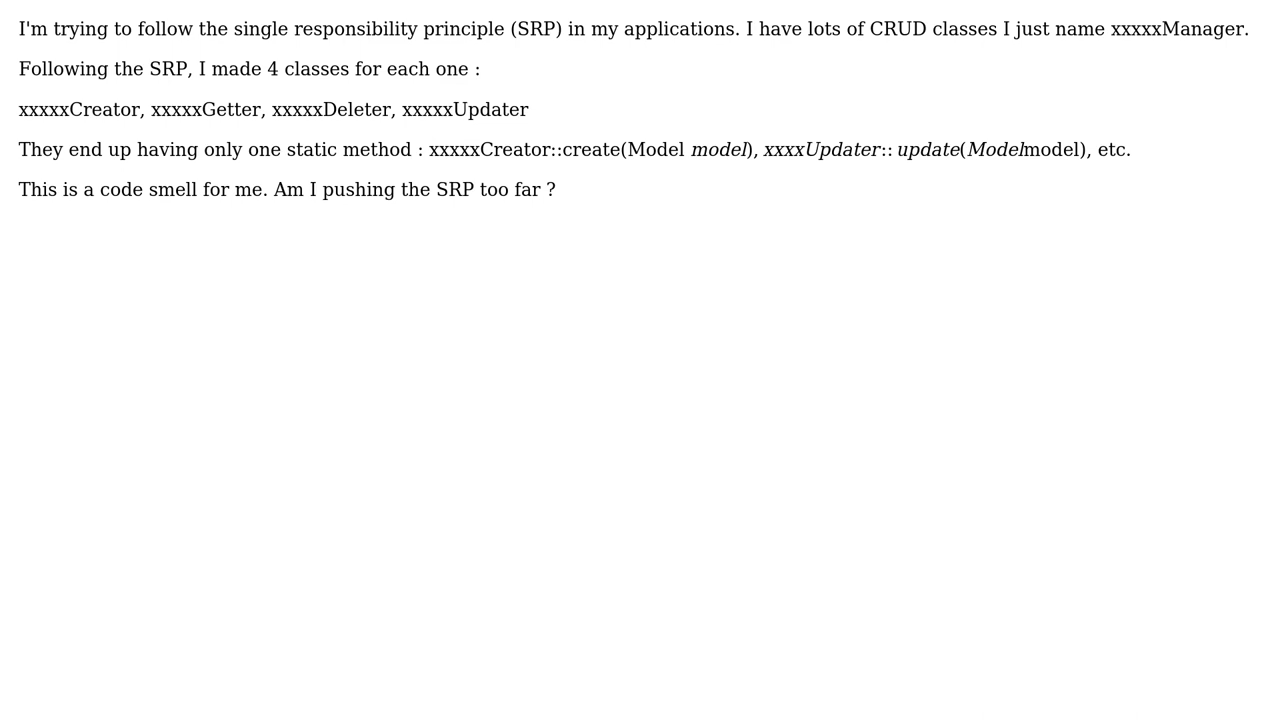 I'm trying to follow the single responsibility principle (SRP) in my applications. I have lots of CRUD classes I just name xxxxxManager.
Following the SRP, I made 4 classes for each one :
xxxxxCreator, xxxxxGetter, xxxxxDeleter, xxxxxUpdater
They end up having only one static method : xxxxxCreator::create(Model model), xxxxUpdater:: update(Modelmodel), etc.
This is a code smell for me. Am I pushing the SRP too far ?